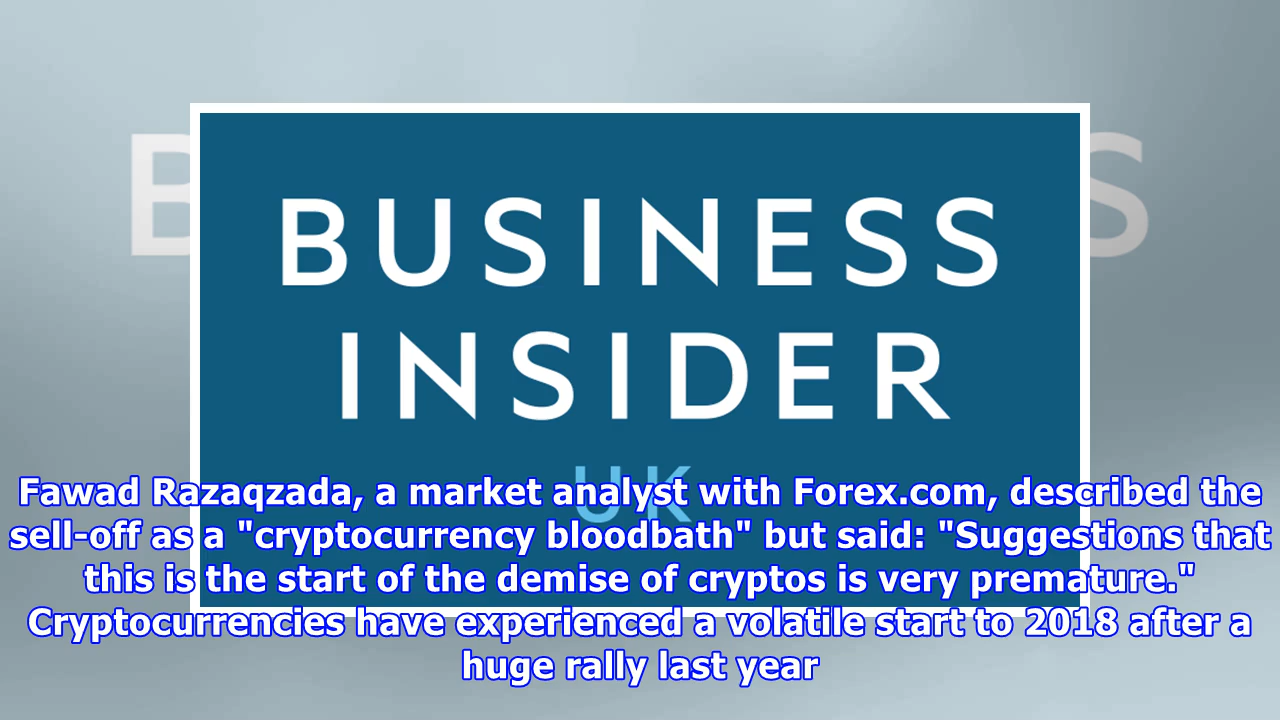 BUSINESS
INSIDER
UK
Fawad Razaqzada, a market analyst with Forex.com, described the
sell-off as a "cryptocurrency bloodbath" but said: "Suggestions that
this is the start of the demise of cryptos is very premature."
Cryptocurrencies have experienced a volatile start to 2018 after a
huge rally last year